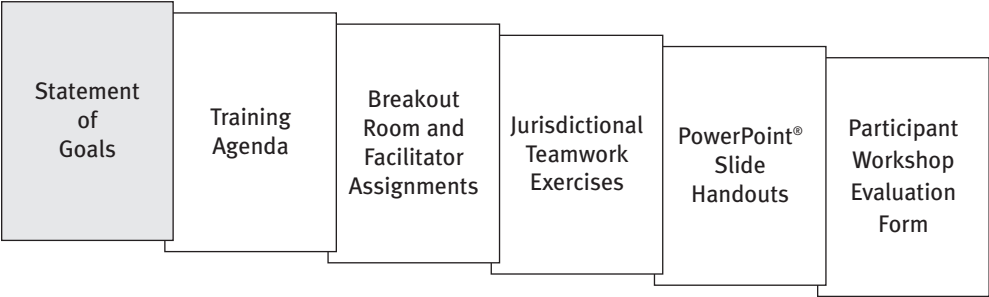 Statement
of
Goals
Training
Agenda
Breakout
Room and
Facilitator
Assignments
Jurisdictional
Teamwork
Exercises
PowerPoint®
Slide
Handouts
Participant
Workshop
Evaluation
Form